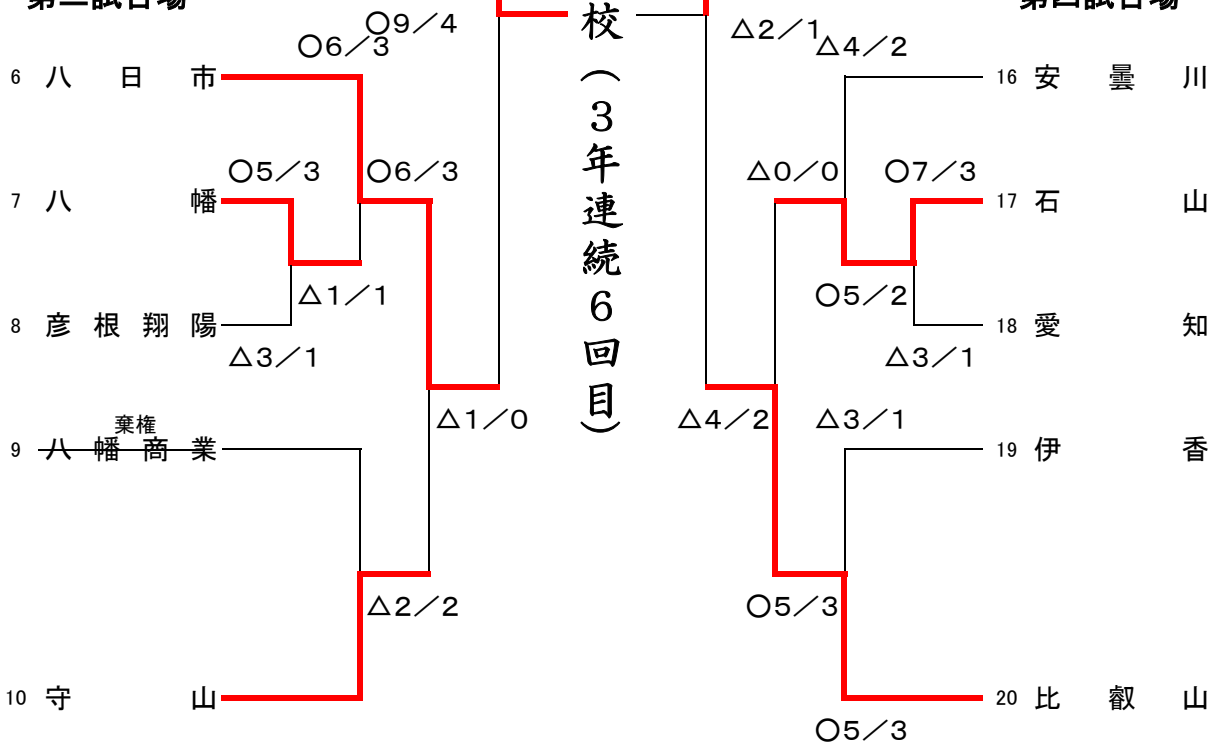 ○9／4
校（3年連続6回目）
△2／1
○6／3
△4／2
6 八日市
16 安曇川
○5／3
○6／3
△0／0
○7／3
7 八幡
17 石山
△1／1
○5／2
8 彦根翔陽
18 愛知
△3／1
△3／1
棄権
△1／0
△4／2
△3／1
9 八幡商業
19 伊香
△2／2
○5／3
10 守山
20 比叡山
○5／3